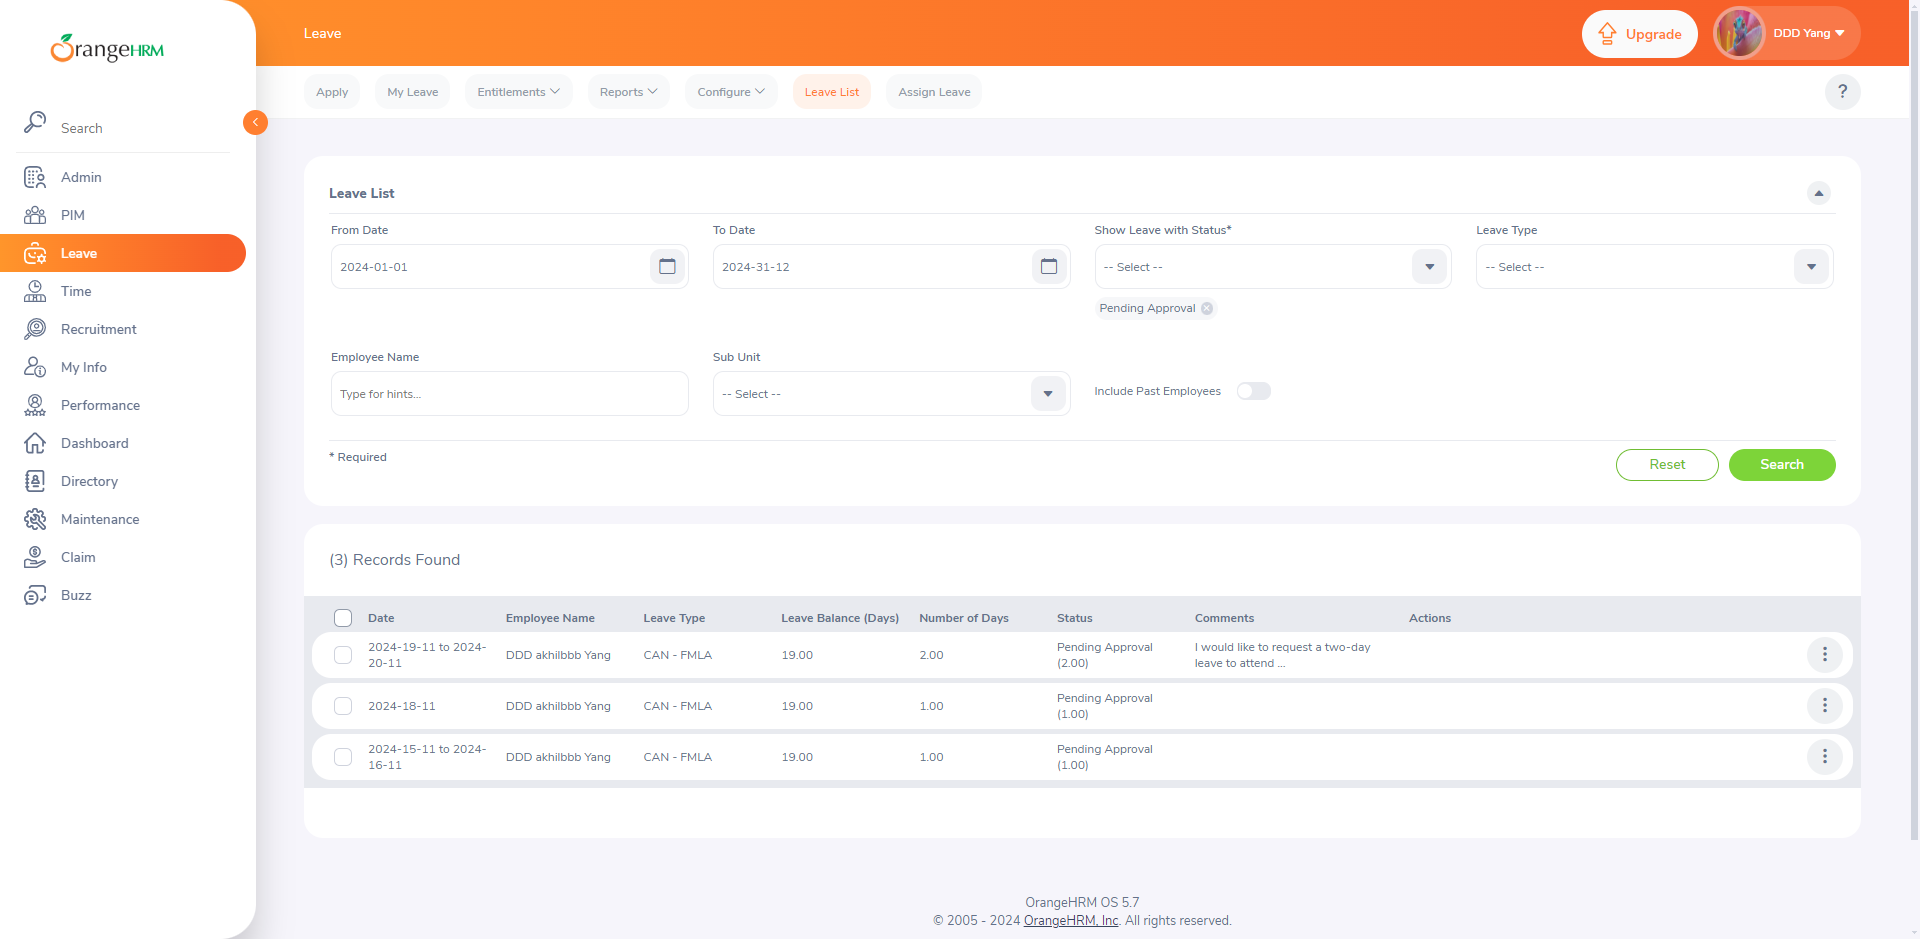 OrangeHRM
Leave
Upgrade
DDD Yang
Apply
My Leave
Entitlements
Reports
Configure
Leave List
Assign Leave
?
Search
Admin
PIM
Leave
Time
Recruitment
My Info
Performance
Dashboard
Directory
Maintenance
Claim
Buzz
Leave List
From Date
To Date
Show Leave with Status*
Leave Type
2024-01-01
2024-31-12
-- Select --
-- Select --
Pending Approval
Employee Name
Sub Unit
Type for hints...
-- Select --
Include Past Employees
* Required
Reset
Search
(3) Records Found
Date Employee Name Leave Type Leave Balance (Days) Number of Days Status Comments Actions
2024-19-11 to 2024-
20-11
DDD akhilbbb Yang
CAN - FMLA
19.00
2.00
Pending Approval
(2.00)
I would like to request a two-day
leave to attend ...
2024-18-11
DDD akhilbbb Yang
CAN - FMLA
19.00
1.00
Pending Approval
(1.00)
2024-15-11 to 2024-
16-11
DDD akhilbbb Yang
CAN - FMLA
19.00
1.00
Pending Approval
(1.00)
OrangeHRM OS 5.7
© 2005 - 2024 OrangeHRM, Inc. All rights reserved.